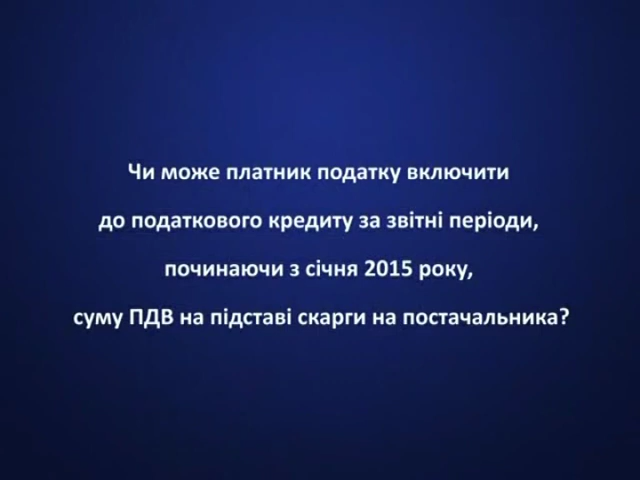 Чи може платник податку включити
до податкового кредиту за звітні періоди,
починаючи з січня 2015 року,
суму ПДВ на підставі скарги на постачальника?